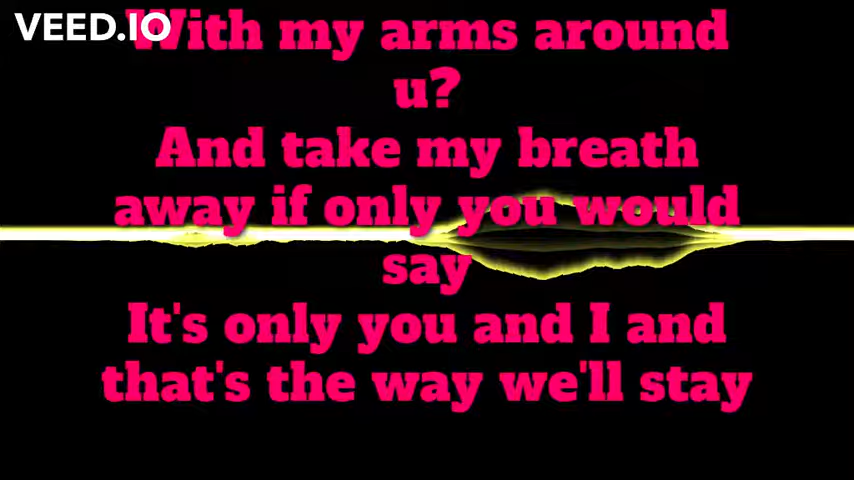 VEED.IO
With my arms around
u?
And take my breath
away if only you would
say
It's only you and I and
that's the way we'll stay